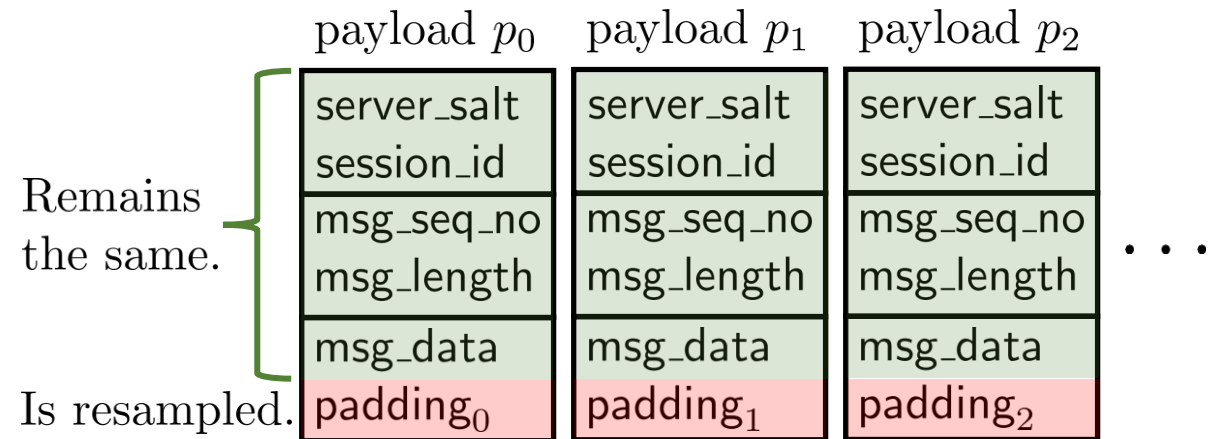 payload p0 payload p1 payload p2
server_salt server_salt server_salt
session_id session_id session_id
Remains
the same.
msg_seq_no msg_seq_no msg_seq_no
msg_length msg_length msg_length
. . .
msg_data msg_data msg_data
Is resampled. padding0 padding1 padding2